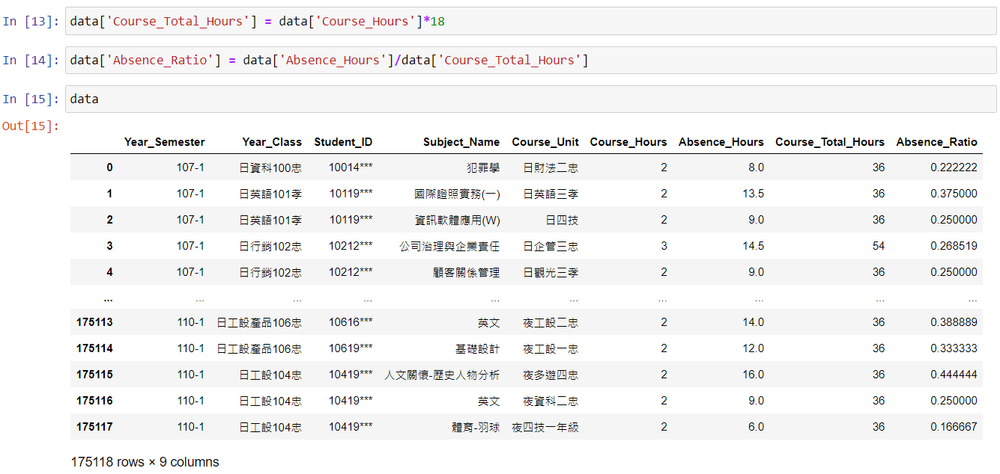 In [13]: data['Course_Total_Hours'] = data['Course_Hours']*18
In [14]: data['Absence_Ratio'] = data['Absence_Hours']/data['Course_Total_Hours']
In [15]: data
Out[15]:
Year_Semester Year_Class Student_ID Subject_Name Course_Unit Course_Hours Absence_Hours Course_Total_Hours Absence_Ratio
0 107-1 日資科100忠 10014*** 犯罪學 日財法二忠 2 8.0 36 0.222222
1 107-1 日英語101孝 10119*** 國際證照實務(一) 日英語三孝 2 13.5 36 0.375000
2 107-1 日英語101孝 10119*** 資訊軟體應用(W) 日四技 2 9.0 36 0.250000
3 107-1 日行銷102忠 10212*** 公司治理與企業責任 日企管三忠 3 14.5 54 0.268519
4 107-1 日行銷102忠 10212*** 顧客關係管理 日觀光三孝 2 9.0 36 0.250000
... ... ... ... ... ... ... ... ... ...
175113 110-1 日工設產品106忠 10616*** 英文 夜工設二忠 2 14.0 36 0.388889
175114 110-1 日工設產品106忠 10619*** 基礎設計 夜工設一忠 2 12.0 36 0.333333
175115 110-1 日工設104忠 10419*** 人文關懷-歷史人物分析 夜多遊四忠 2 16.0 36 0.444444
175116 110-1 日工設104忠 10419*** 英文 夜資科二忠 2 9.0 36 0.250000
175117 110-1 日工設104忠 10419*** 體育-羽球 夜四技一年級 2 6.0 36 0.166667
175118 rows × 9 columns